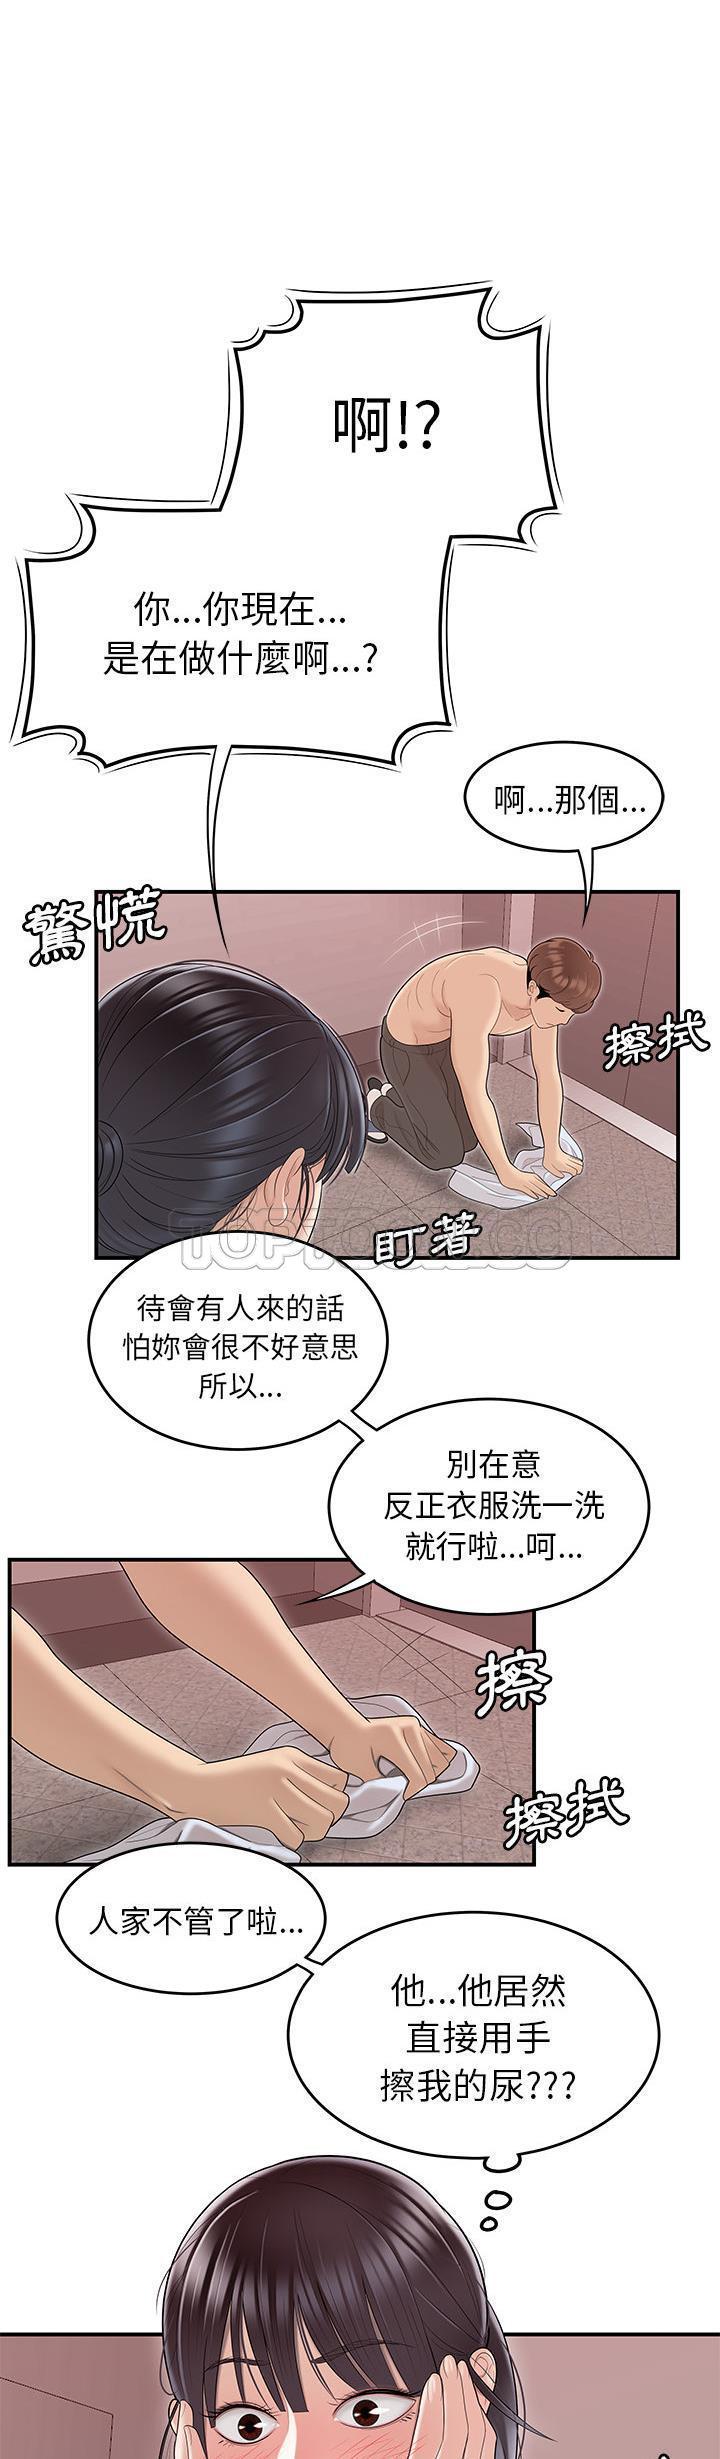 啊!?
你...你現在...
是在做什麼啊...?
啊...那個...
驚慌
擦拭
盯著
TOPTOON.CC
待會有人來的話
怕妳會很不好意思
所以...
別在意
反正衣服洗一洗
就行啦...呵...
擦
擦拭
人家不管了啦...
他...他居然
直接用手
擦我的尿???